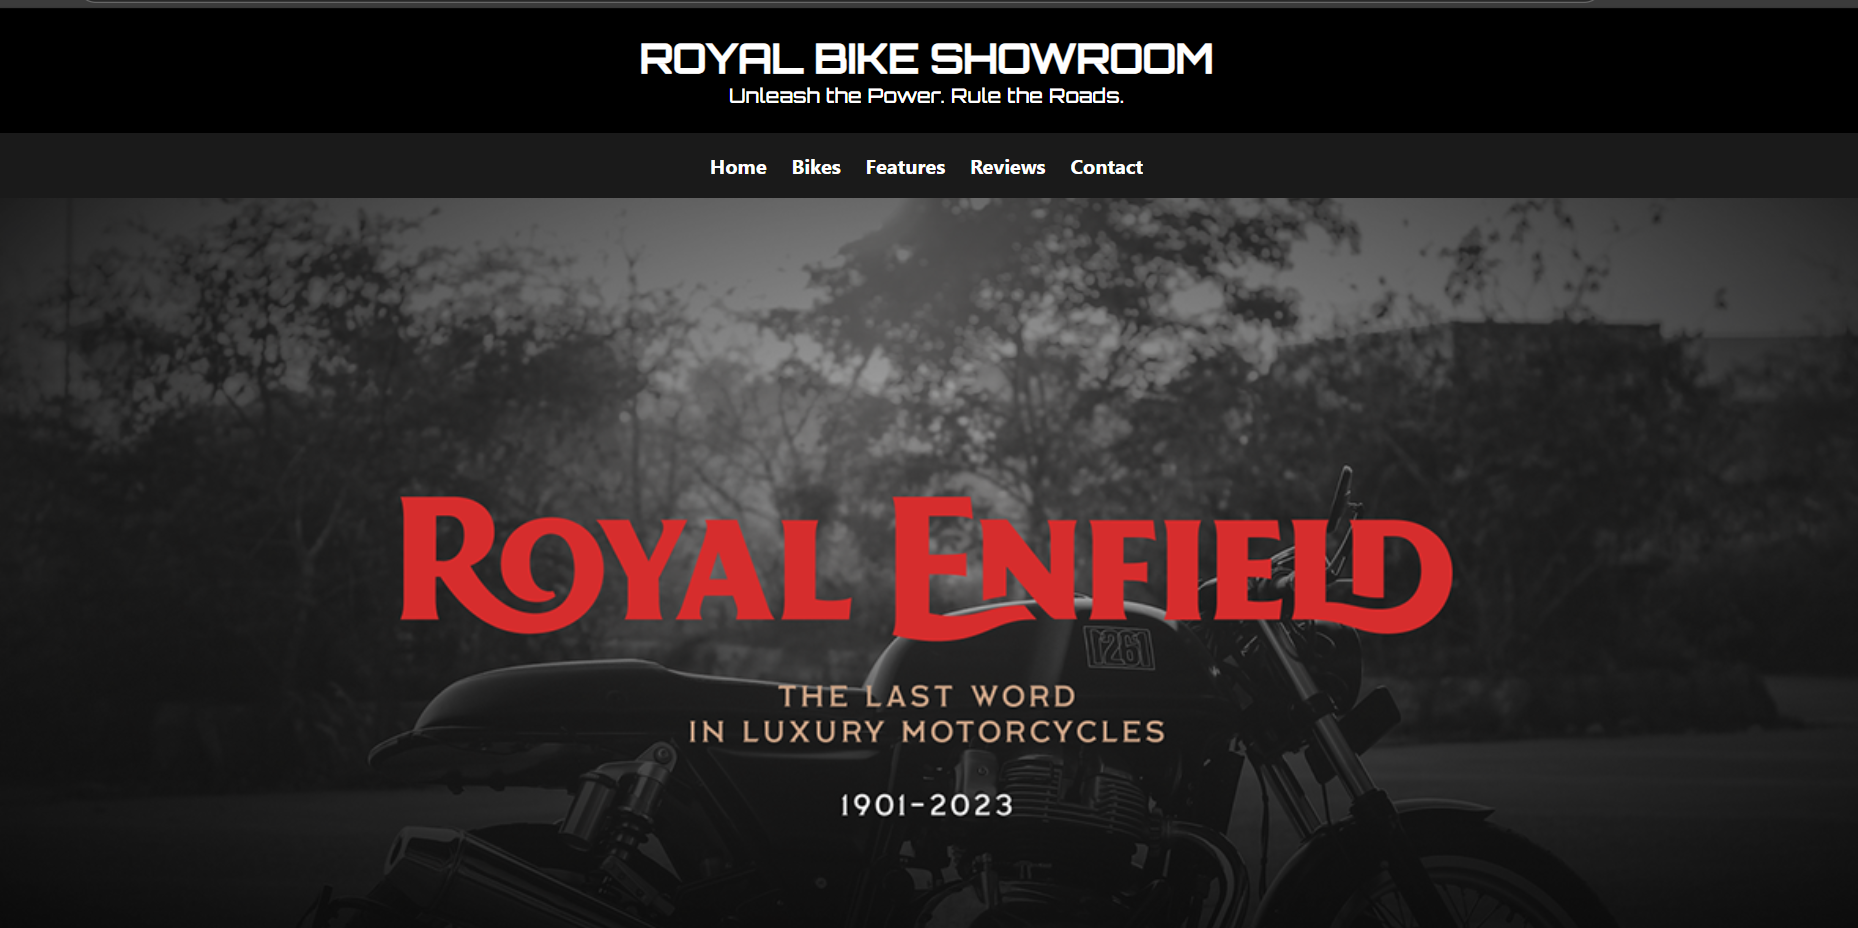 ROYAL BIKE SHOWROOM
Unleash the Power. Rule the Roads.
Home Bikes Features Reviews Contact
ROYAL ENFIELD
1261
THE LAST WORD
IN LUXURY MOTORCYCLES
1901-2023